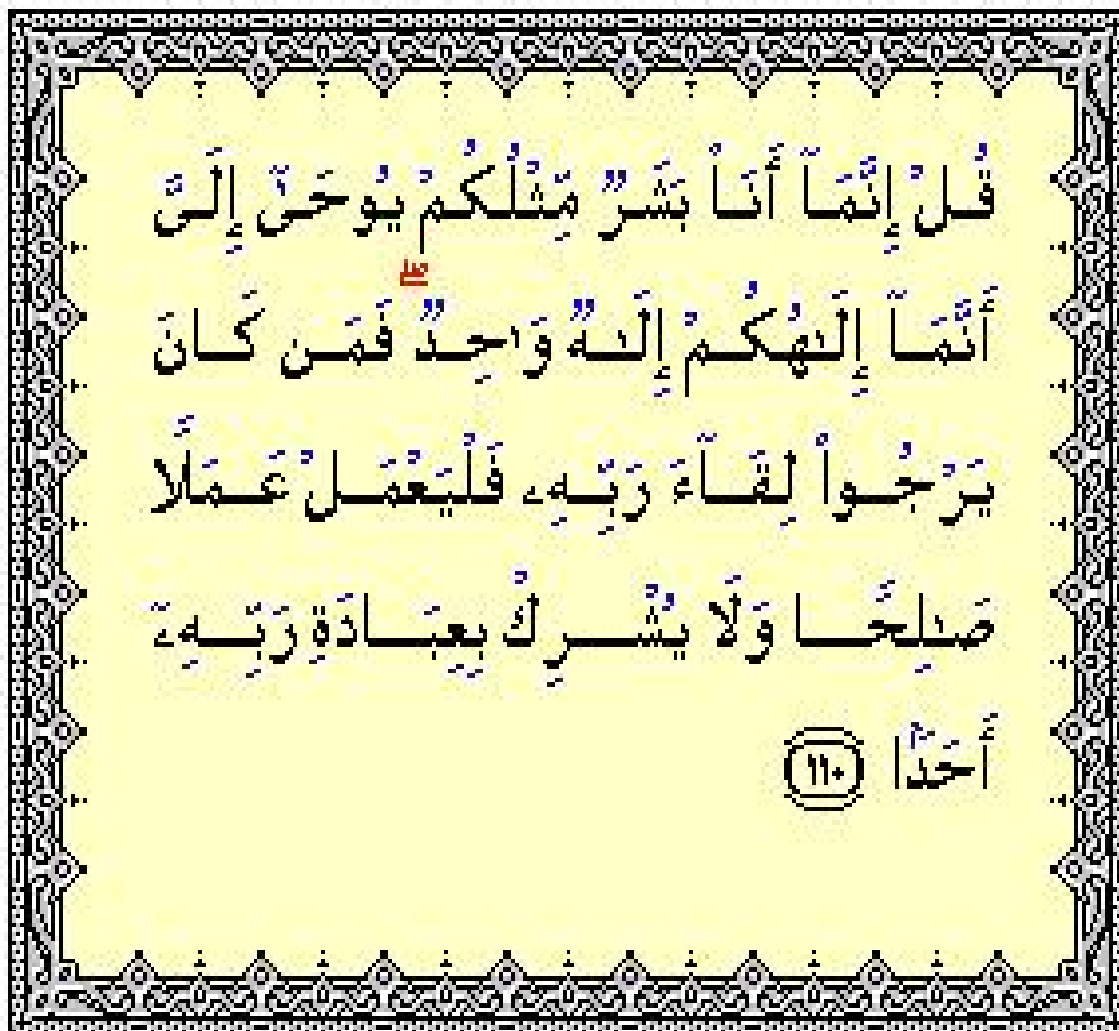 قُلْ إِنَّمَآ أَنَا۠ بَشَرٌ مِّثْلُكُمْ يُوحَىٰٓ إِلَىَّ
أَنَّمَآ إِلَـٰهُكُمْ إِلَـٰهٌ وَٰحِدٌ ۖ فَمَن كَانَ
يَرْجُوا۟ لِقَآءَ رَبِّهِۦ فَلْيَعْمَلْ عَمَلًا
صَـٰلِحًا وَلَا يُشْرِكْ بِعِبَادَةِ رَبِّهِۦٓ
أَحَدًۢا ١١٠